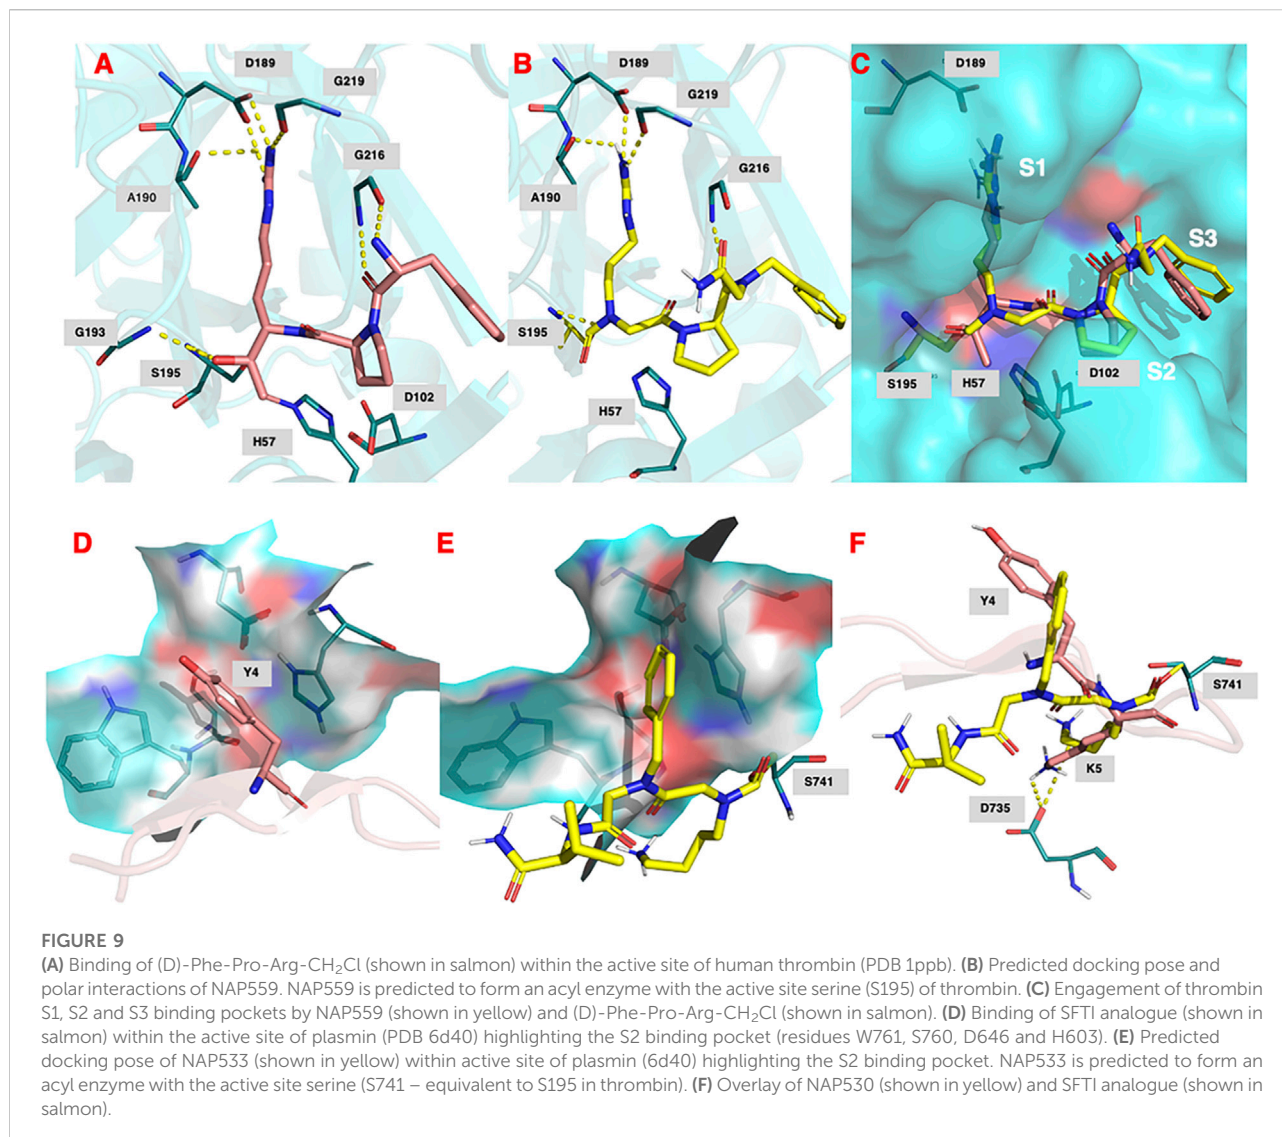 A
D189
G219
G216
A190
G193
S195
D102
H57
B
D189
G219
G216
A190
S195
H57
C
D189
S1
S3
S195
H57
D102
S2
D
Y4
E
S741
F
Y4
S741
K5
D735
FIGURE 9
(A) Binding of (D)-Phe-Pro-Arg-CH₂Cl (shown in salmon) within the active site of human thrombin (PDB 1ppb). (B) Predicted docking pose and
polar interactions of NAP559. NAP559 is predicted to form an acyl enzyme with the active site serine (S195) of thrombin. (C) Engagement of thrombin
S1, S2 and S3 binding pockets by NAP559 (shown in yellow) and (D)-Phe-Pro-Arg-CH₂Cl (shown in salmon). (D) Binding of SFTI analogue (shown in
salmon) within the active site of plasmin (PDB 6d40) highlighting the S2 binding pocket (residues W761, S760, D646 and H603). (E) Predicted
docking pose of NAP533 (shown in yellow) within active site of plasmin (6d40) highlighting the S2 binding pocket. NAP533 is predicted to form an
acyl enzyme with the active site serine (S741 – equivalent to S195 in thrombin). (F) Overlay of NAP530 (shown in yellow) and SFTI analogue (shown in
salmon).